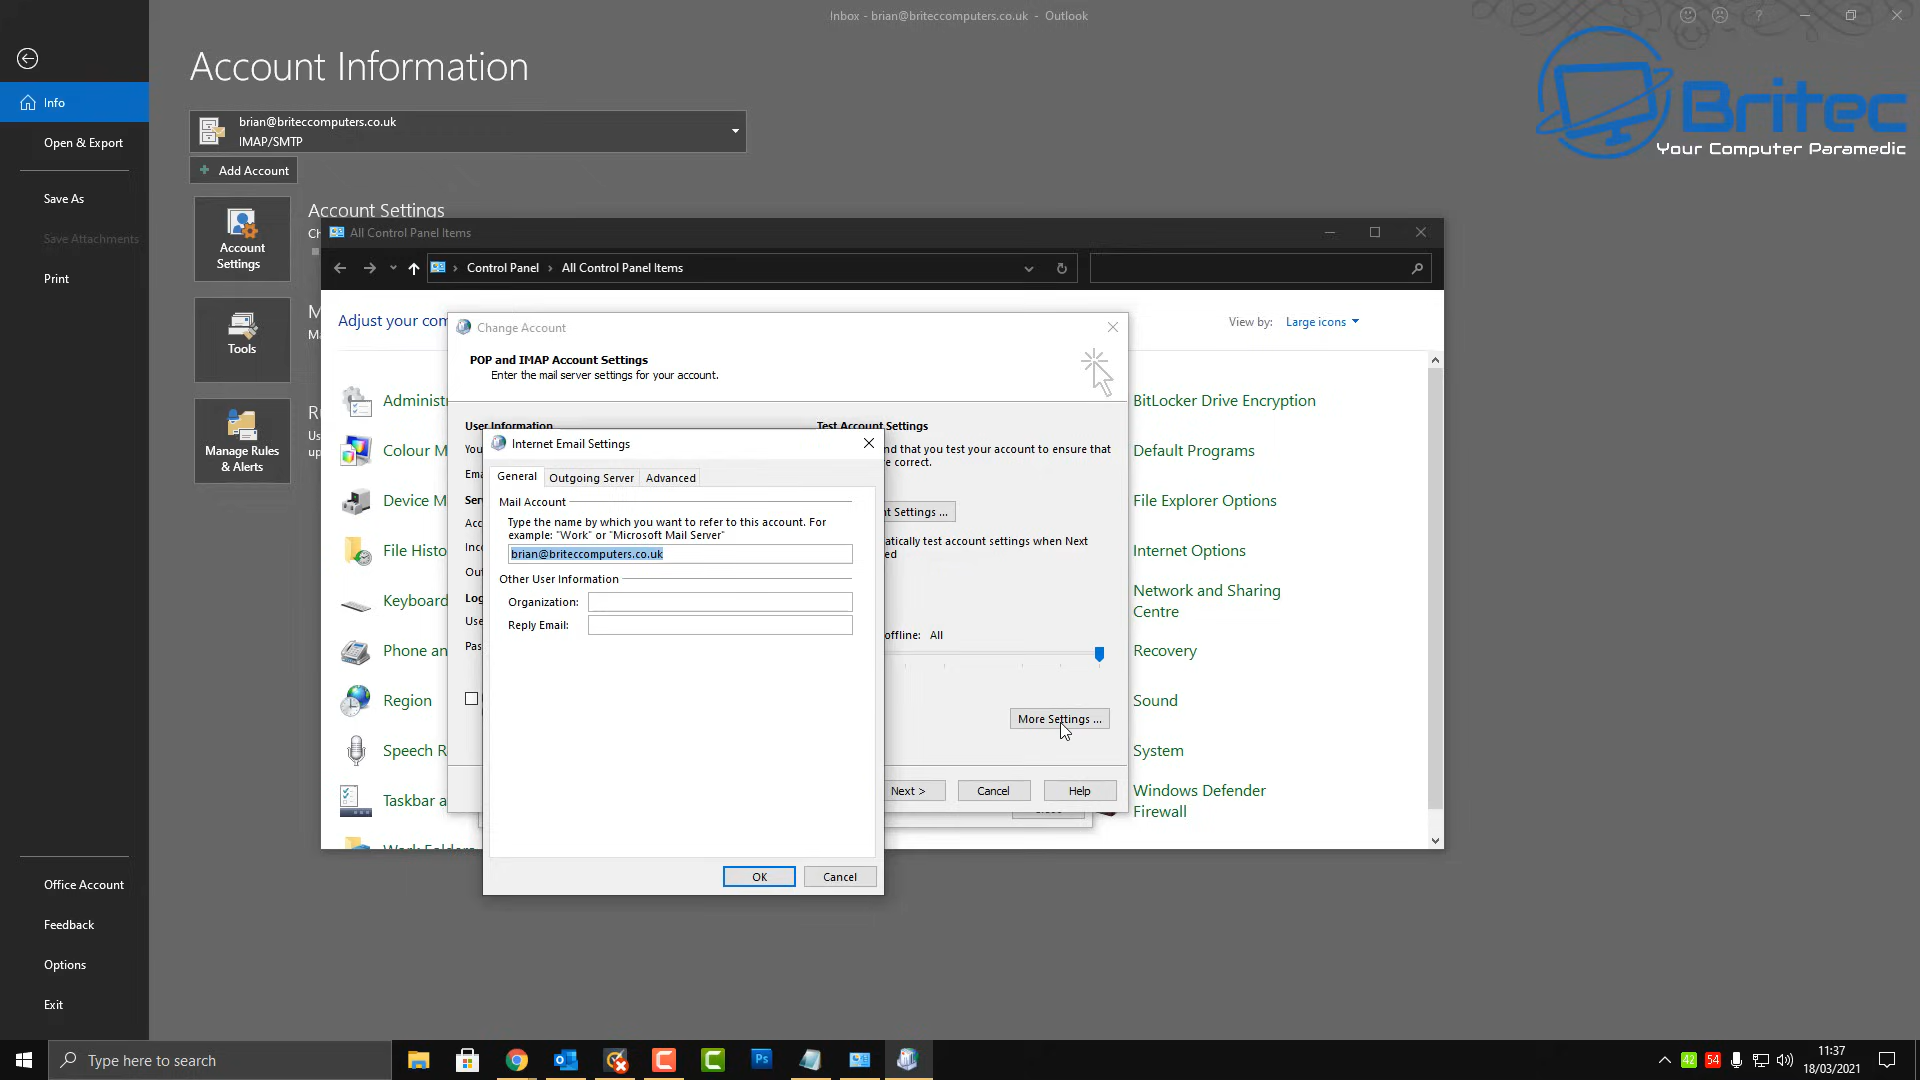 Inbox - brian@briteccomputers.co.uk - Outlook
Account Information
Britec
Your Computer Paramedic
Info
Open & Export
Save As
Save Attachments
Print
Office Account
Feedback
Options
Exit
brian@briteccomputers.co.uk
IMAP/SMTP
Add Account
Account
Settings
Account Settings
Tools
Manage Rules
& Alerts
All Control Panel Items
Control Panel
All Control Panel Items
View by:
Large icons
BitLocker Drive Encryption
Default Programs
Device M
File Explorer Options
File Histo
Internet Options
Keyboard
Network and Sharing
Centre
Phone an
Recovery
Region
Sound
Speech R
System
Taskbar a
Windows Defender
Firewall
Work Folders
Adjust your com
Administ
Colour M
Change Account
POP and IMAP Account Settings
Enter the mail server settings for your account.
User Information
Test Account Settings
nd that you test your account to ensure that
e correct.
nt Settings ...
atically test account settings when Next
ed
offline: All
More Settings ...
Next >
Cancel
Help
Internet Email Settings
General
Outgoing Server
Advanced
Mail Account
Type the name by which you want to refer to this account. For
example: "Work" or "Microsoft Mail Server"
brian@briteccomputers.co.uk
Other User Information
Organization:
Reply Email:
OK
Cancel
Type here to search
Ps
42
54
11:37
18/03/2021